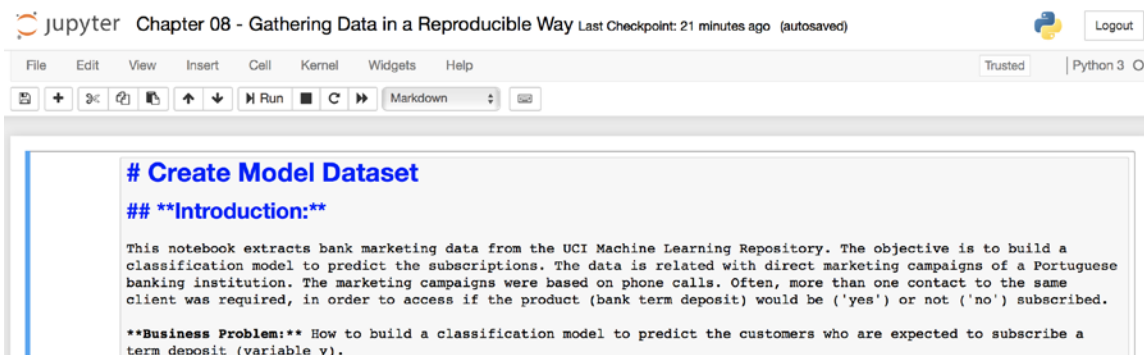 jupyter Chapter 08 - Gathering Data in a Reproducible Way Last Checkpoint: 21 minutes ago (autosaved) Logout
File Edit View Insert Cell Kernel Widgets Help Trusted Python 3
Run Markdown
# Create Model Dataset
## **Introduction:**
This notebook extracts bank marketing data from the UCI Machine Learning Repository. The objective is to build a
classification model to predict the subscriptions. The data is related with direct marketing campaigns of a Portuguese
banking institution. The marketing campaigns were based on phone calls. Often, more than one contact to the same
client was required, in order to access if the product (bank term deposit) would be ('yes') or not ('no') subscribed.
**Business Problem:** How to build a classification model to predict the customers who are expected to subscribe a
term deposit (variable y).